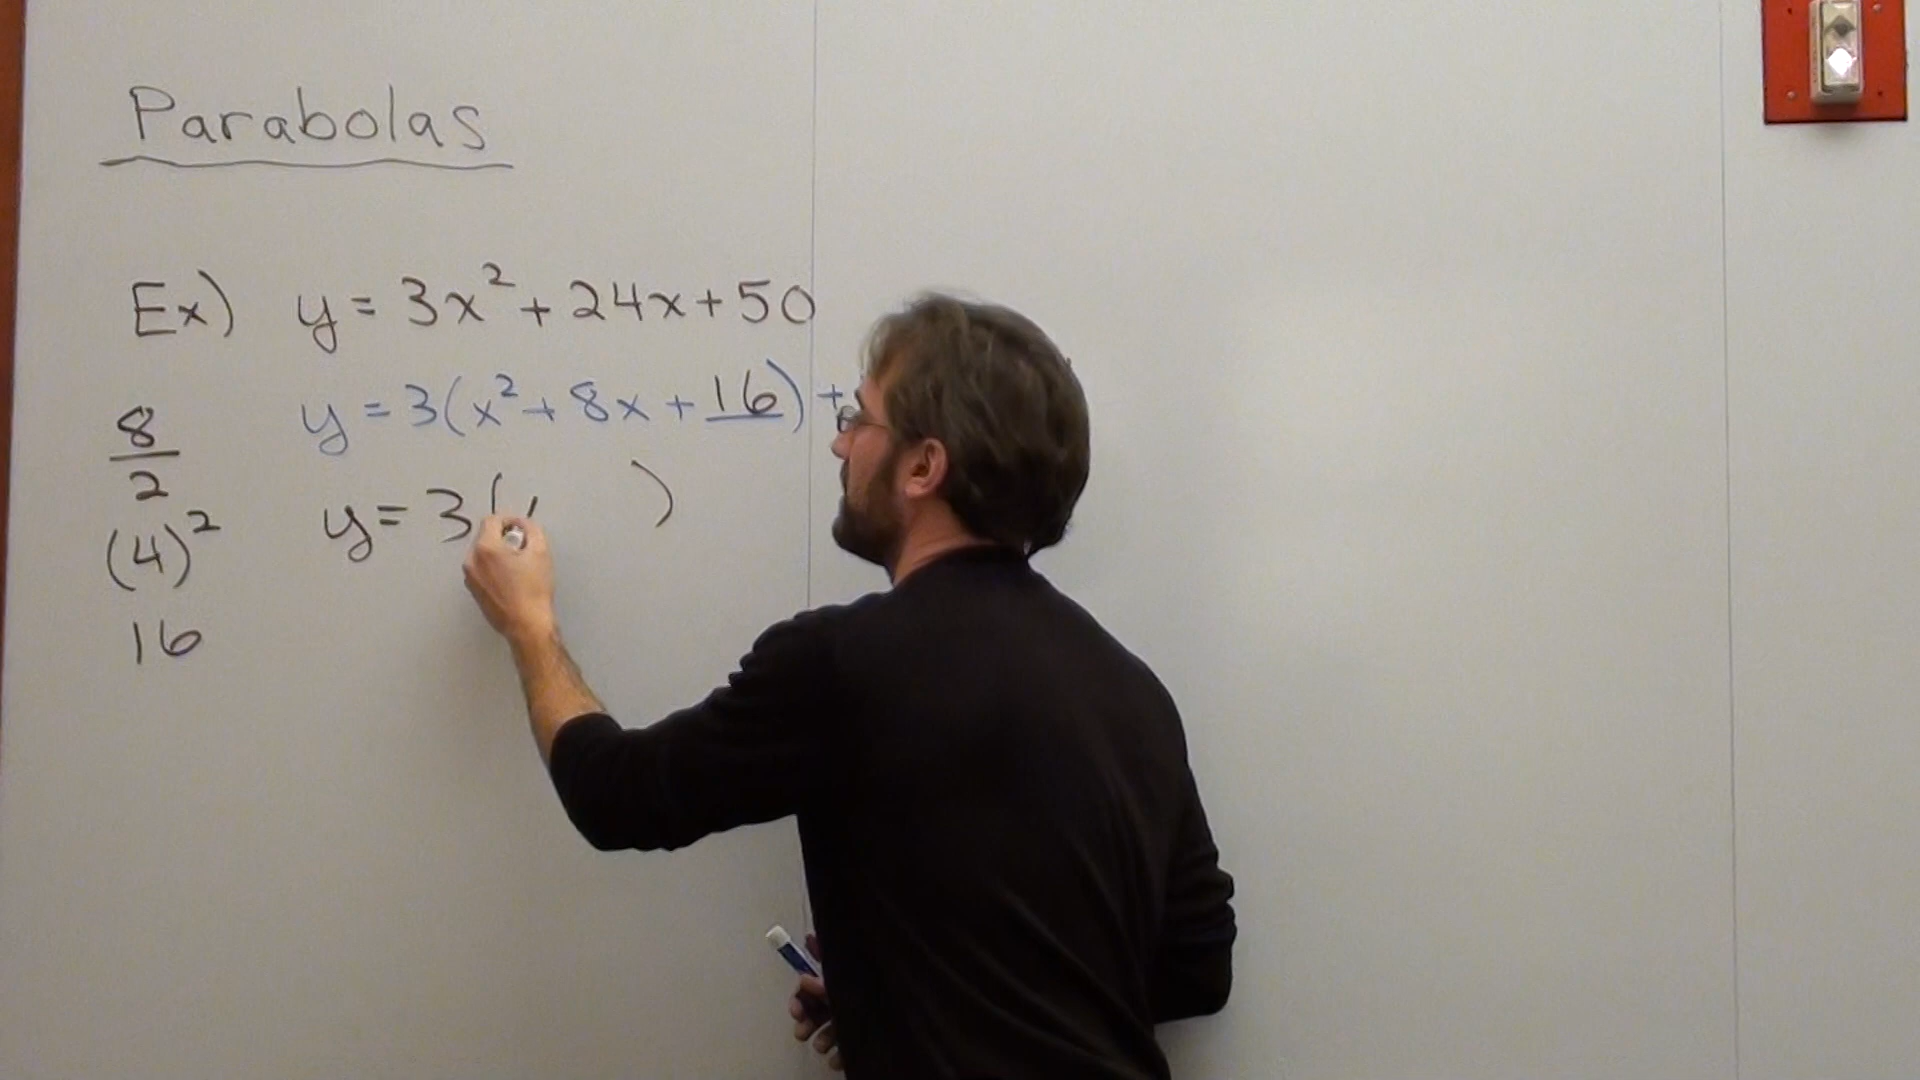 Parabolas
Ex) y = 3x² + 24x + 50
y = 3(x² + 8x + 16) +
8/2
y = 3( )
(4)²
16